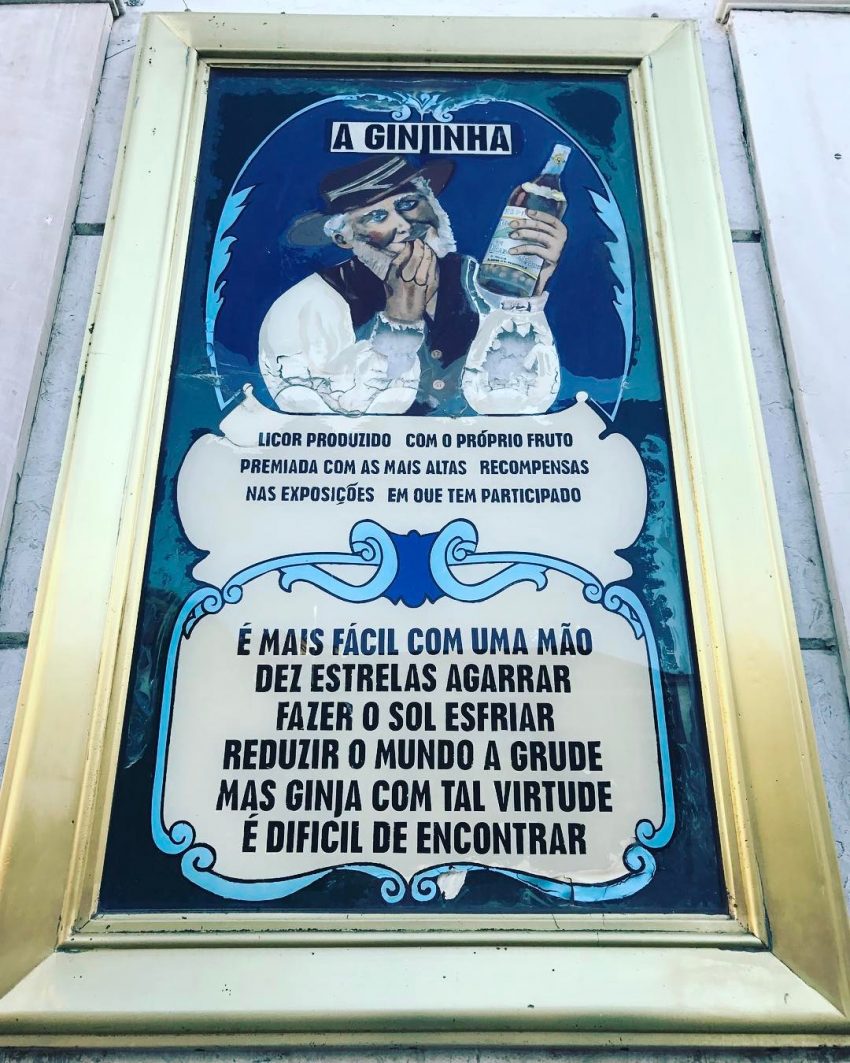 A GINJINHA
LICOR PRODUZIDO COM O PRÓPRIO FRUTO
PREMIADA COM AS MAIS ALTAS RECOMPENSAS
NAS EXPOSIÇÕES EM QUE TEM PARTICIPADO
É MAIS FÁCIL COM UMA MÃO
DEZ ESTRELAS AGARRAR
FAZER O SOL ESFRIAR
REDUZIR O MUNDO A GRUDE
MAS GINJA COM TAL VIRTUDE
É DIFICÍL DE ENCONTRAR